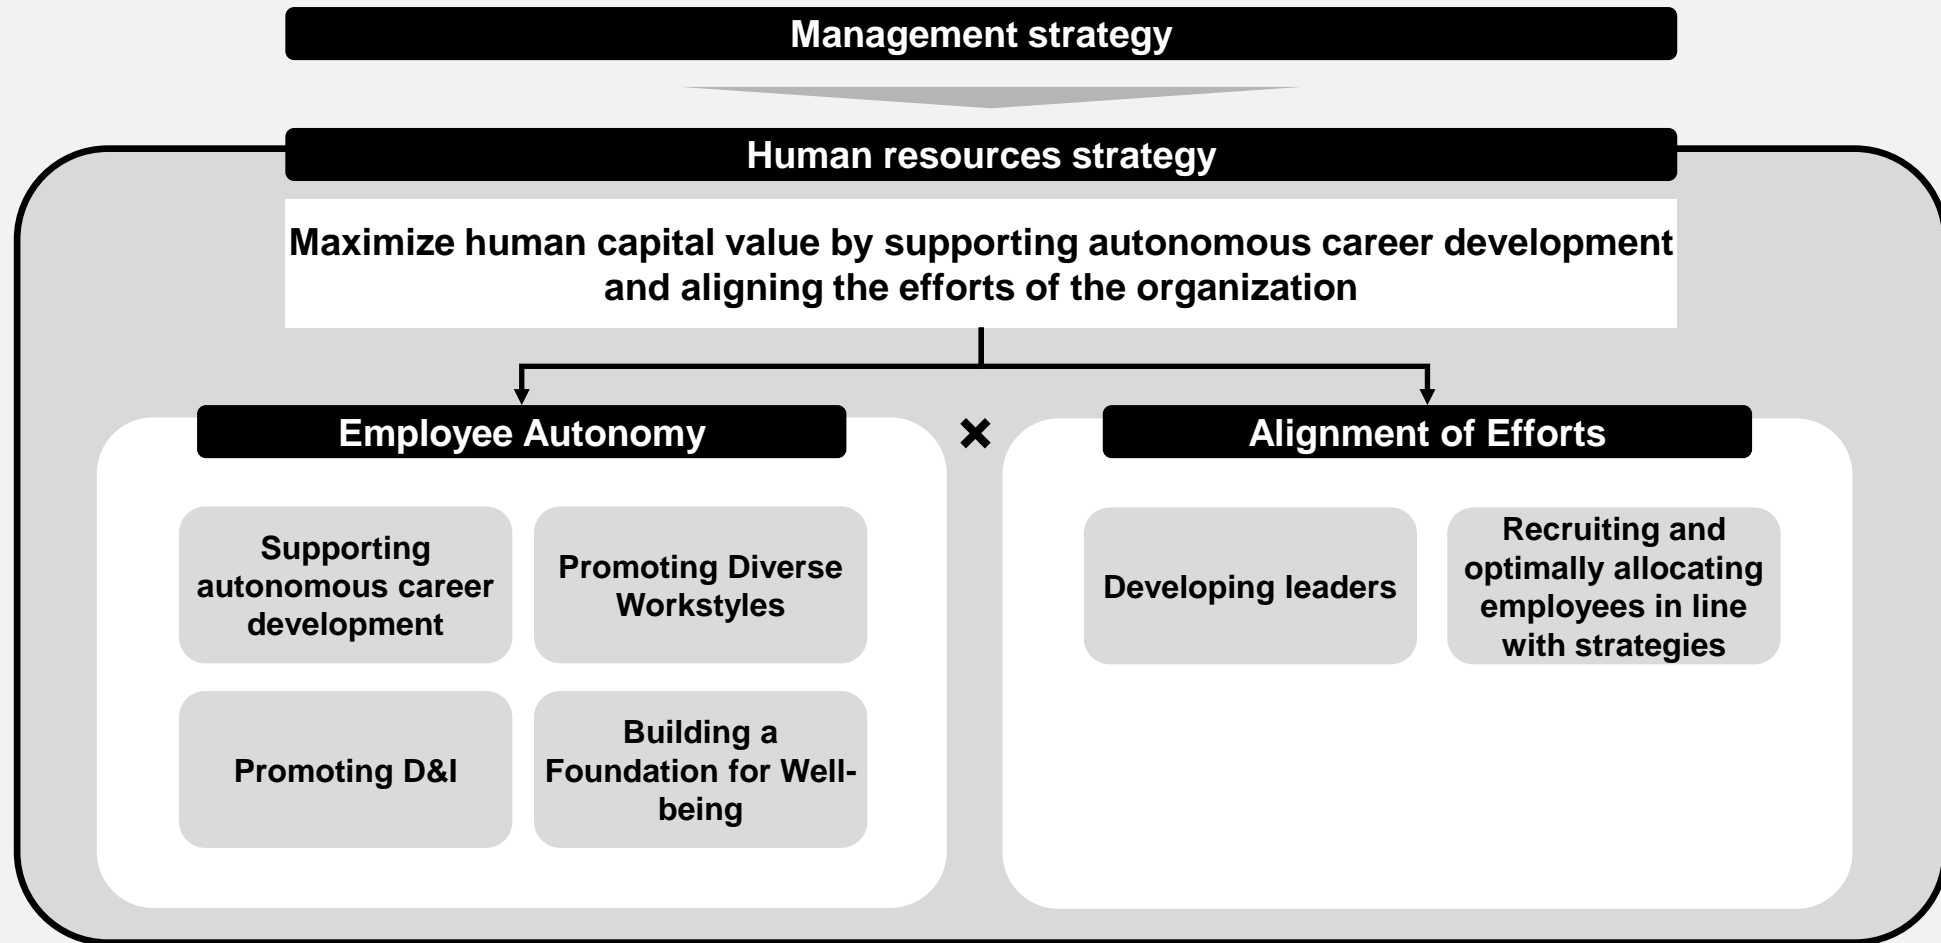 Management strategy
Human resources strategy
Maximize human capital value by supporting autonomous career development
and aligning the efforts of the organization
Employee Autonomy
×
Alignment of Efforts
Supporting
autonomous career
development
Promoting Diverse
Workstyles
Promoting D&I
Building a
Foundation for Well-
being
Developing leaders
Recruiting and
optimally allocating
employees in line
with strategies